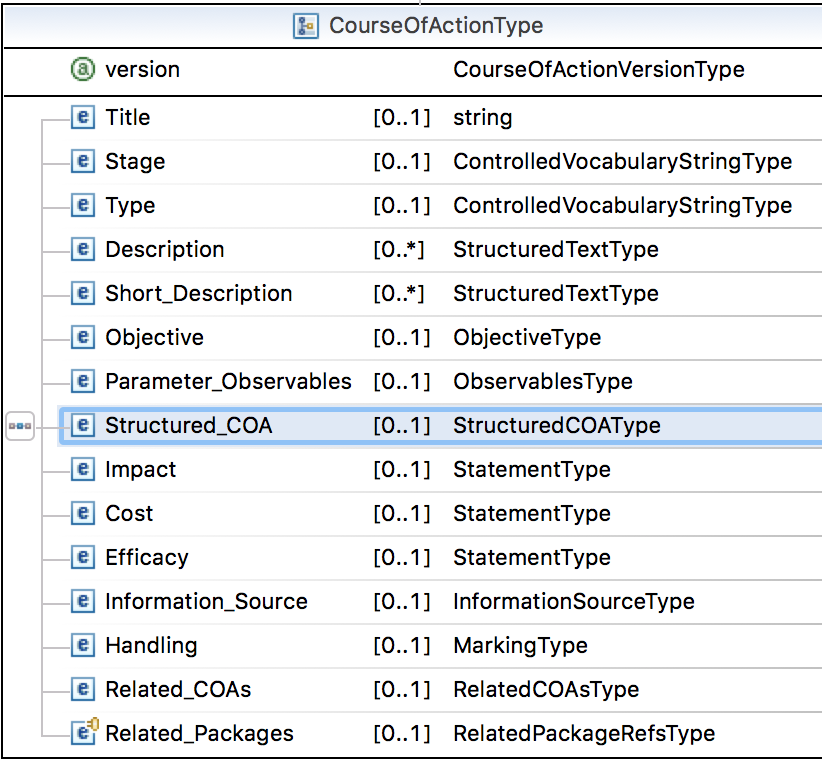 CourseOfActionType
version CourseOfActionVersionType
Title [0..1] string
Stage [0..1] ControlledVocabularyStringType
Type [0..1] ControlledVocabularyStringType
Description [0..*] StructuredTextType
Short_Description [0..*] StructuredTextType
Objective [0..1] ObjectiveType
Parameter_Observables [0..1] ObservablesType
Structured_COA [0..1] StructuredCOAType
Impact [0..1] StatementType
Cost [0..1] StatementType
Efficacy [0..1] StatementType
Information_Source [0..1] InformationSourceType
Handling [0..1] MarkingType
Related_COAs [0..1] RelatedCOAsType
Related_Packages [0..1] RelatedPackageRefsType